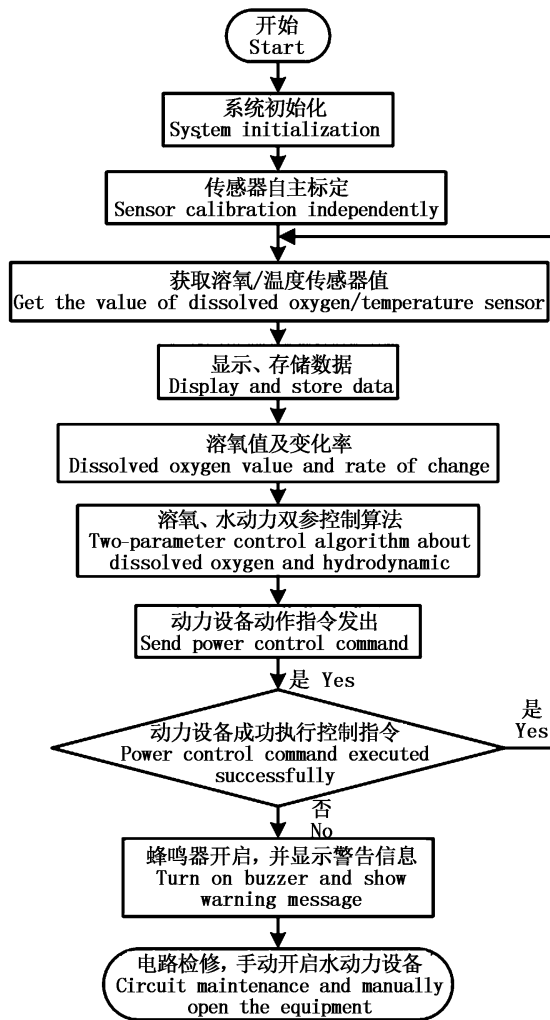 开始
Start
系统初始化
System initialization
传感器自主标定
Sensor calibration independently
获取溶氧/温度传感器值
Get the value of dissolved oxygen/temperature sensor
显示、存储数据
Display and store data
溶氧值及变化率
Dissolved oxygen value and rate of change
溶氧、水动力双参控制算法
Two-parameter control algorithm about
dissolved oxygen and hydrodynamic
动力设备动作指令发出
Send power control command
是 Yes
动力设备成功执行控制指令
Power control command executed
successfully
是
Yes
否
No
蜂鸣器开启,并显示警告信息
Turn on buzzer and show
warning message
电路检修,手动开启水动力设备
Circuit maintenance and manually
open the equipment